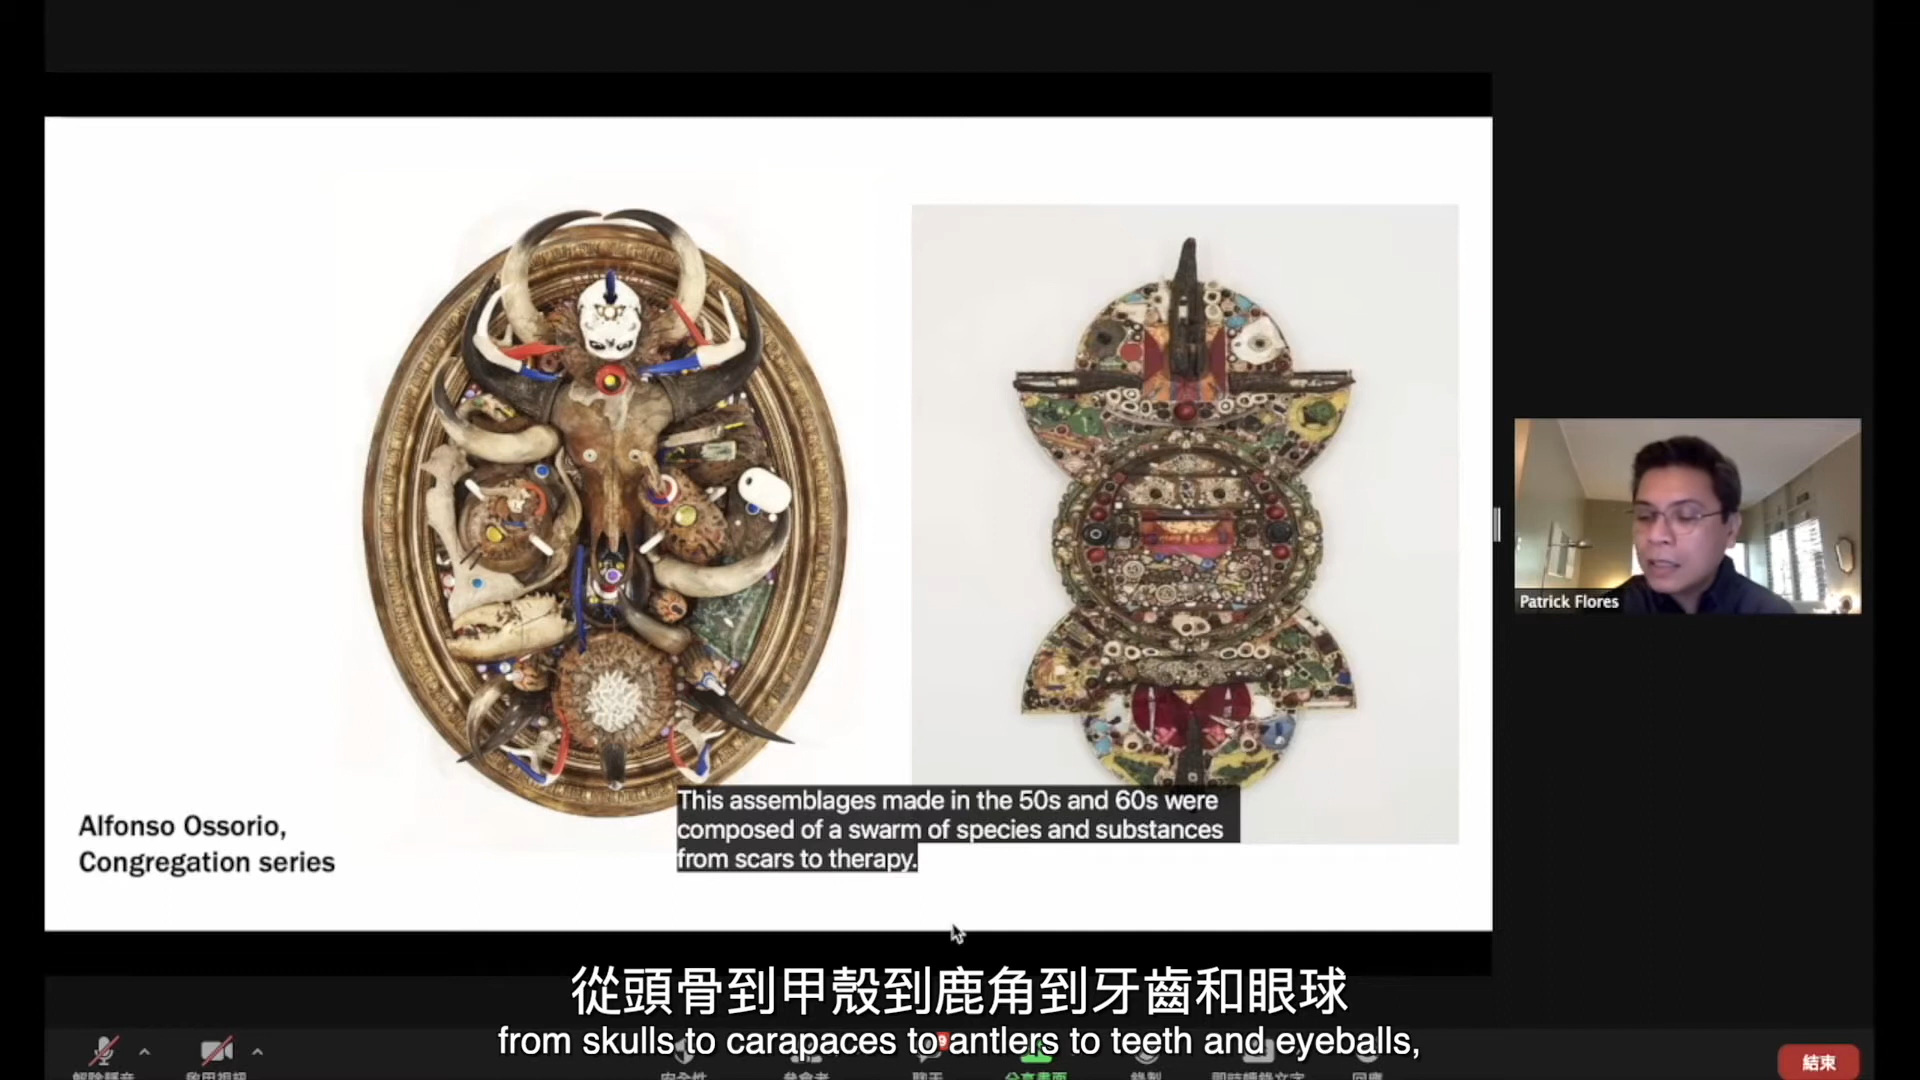 Alfonso Ossorio,
Congregation series
This assemblages made in the 50s and 60s were
composed of a swarm of species and substances
from scars to therapy.
Patrick Flores
從頭骨到甲殼到鹿角到牙齒和眼球
from skulls to carapaces to antlers to teeth and eyeballs,
結束